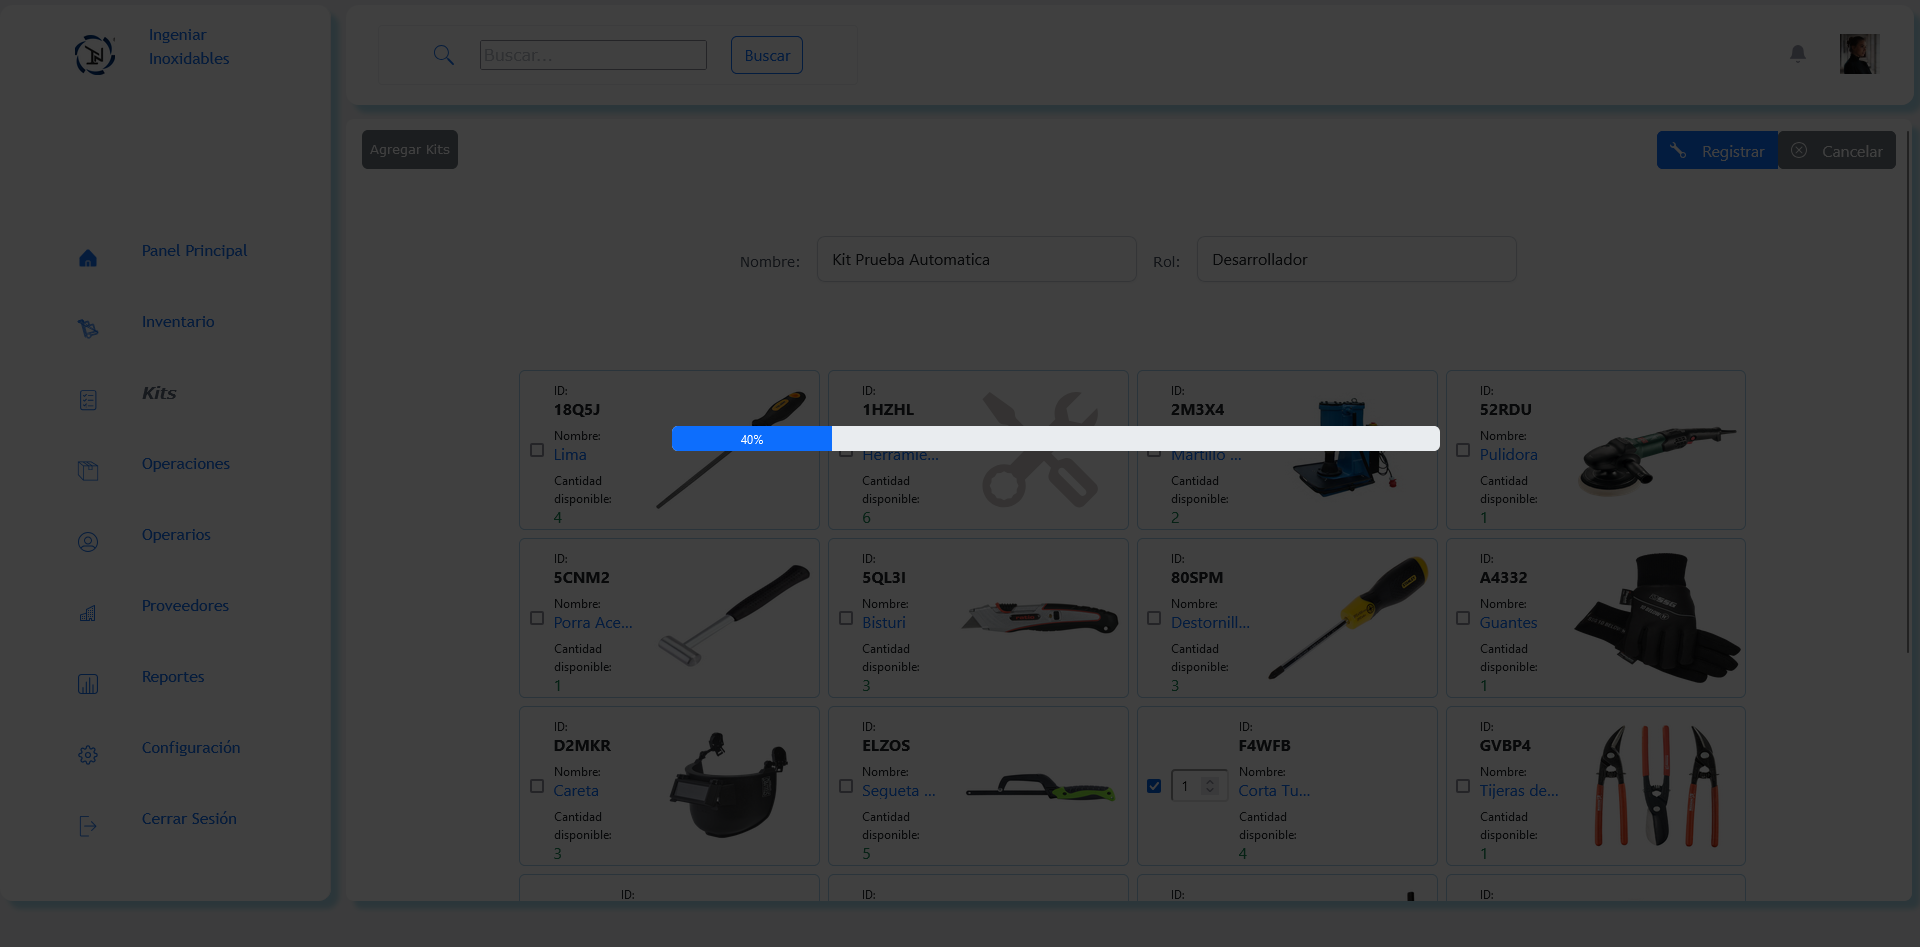 Ingeniar
Inoxidables
Buscar...
Buscar
Agregar Kits
Registrar
Cancelar
Panel Principal
Inventario
Kits
Operaciones
Operarios
Proveedores
Reportes
Configuración
Cerrar Sesión
Nombre:
Kit Prueba Automatica
Rol:
Desarrollador
40%
ID:
18Q5J
Nombre:
Lima
Cantidad
disponible:
4
ID:
1HZHL
Herramie...
Cantidad
disponible:
6
ID:
2M3X4
Martillo ...
Cantidad
disponible:
2
ID:
52RDU
Nombre:
Pulidora
Cantidad
disponible:
1
ID:
5CNM2
Nombre:
Porra Ace...
Cantidad
disponible:
1
ID:
5QL3I
Nombre:
Bisturi
Cantidad
disponible:
3
ID:
80SPM
Nombre:
Destornill...
Cantidad
disponible:
3
ID:
A4332
Nombre:
Guantes
Cantidad
disponible:
1
ID:
D2MKR
Nombre:
Careta
Cantidad
disponible:
3
ID:
ELZOS
Nombre:
Segueta ...
Cantidad
disponible:
5
1
ID:
F4WFB
Nombre:
Corta Tu...
Cantidad
disponible:
4
ID:
GVBP4
Nombre:
Tijeras de...
Cantidad
disponible:
1
ID:
ID:
ID:
ID: